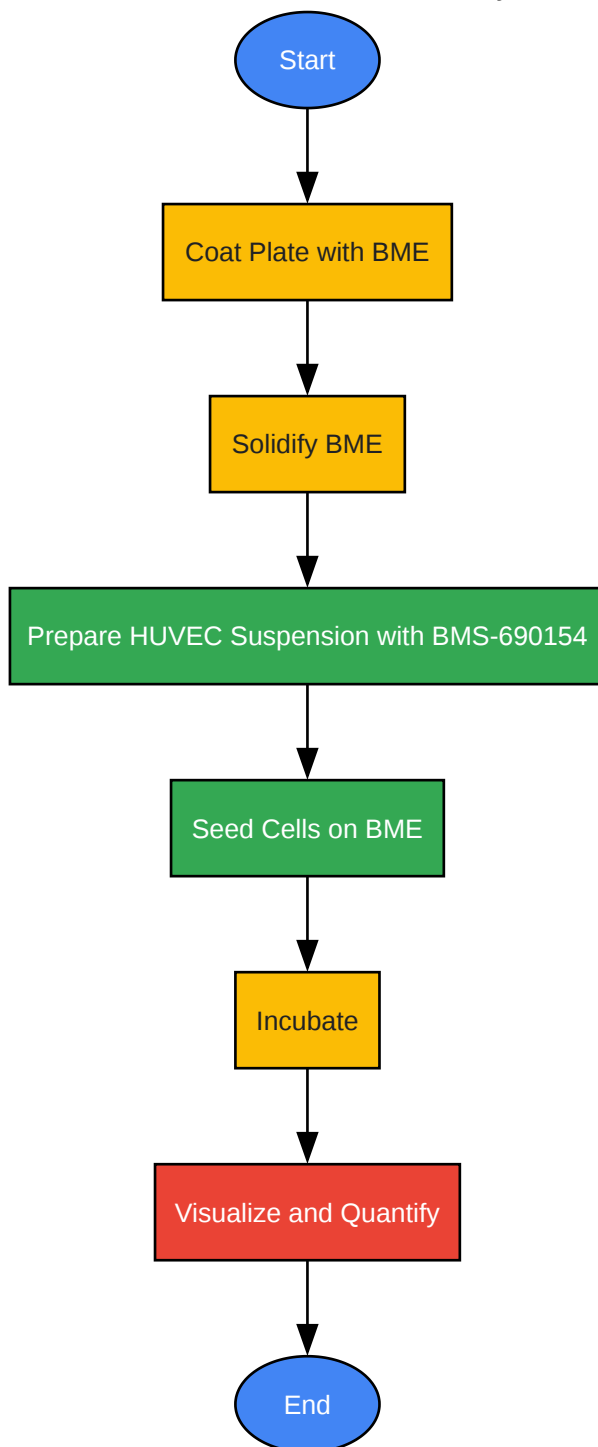 Start
Coat Plate with BME
Solidify BME
Prepare HUVEC Suspension with BMS-690154
Seed Cells on BME
Incubate
Visualize and Quantify
End